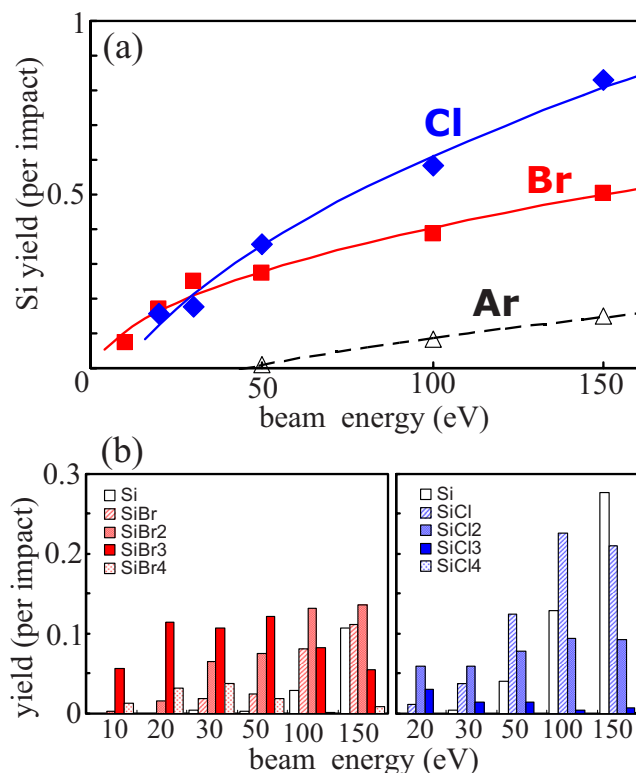 1
(a)
Cl
Br
Ar
0.5
0
50
100
150
Si yield (per impact)
beam energy (eV)
(b)
0.3
0.2
0.1
0
yield (per impact)
Si
SiBr
SiBr2
SiBr3
SiBr4
10 20 30 50 100 150
Si
SiCl
SiCl2
SiCl3
SiCl4
20 30 50 100 150
beam energy (eV)